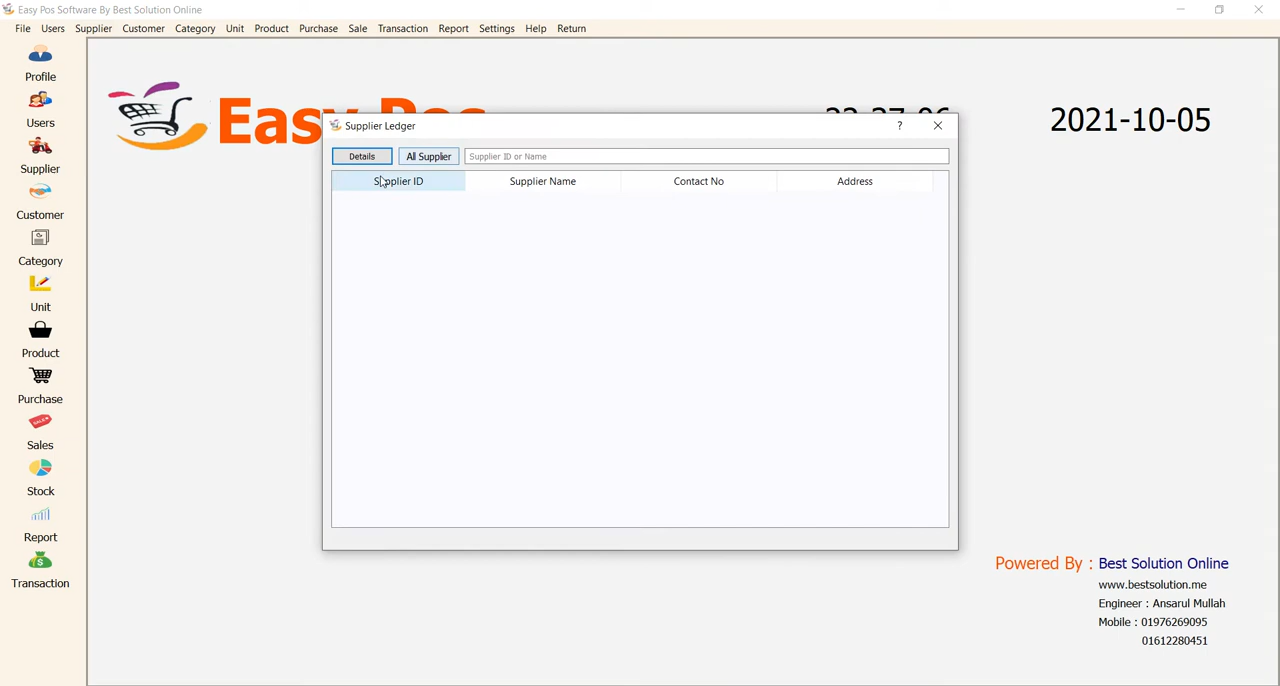 Easy Pos Software By Best Solution Online
File Users Supplier Customer Category Unit Product Purchase Sale Transaction Report Settings Help Return
Profile
Users
Supplier
Customer
Category
Unit
Product
Purchase
Sales
Stock
Report
Transaction
2021-10-05
Supplier Ledger
Details All Supplier Supplier ID or Name
Supplier ID Supplier Name Contact No Address
Powered By : Best Solution Online
www.bestsolution.me
Engineer : Ansarul Mullah
Mobile : 01976269095
01612280451